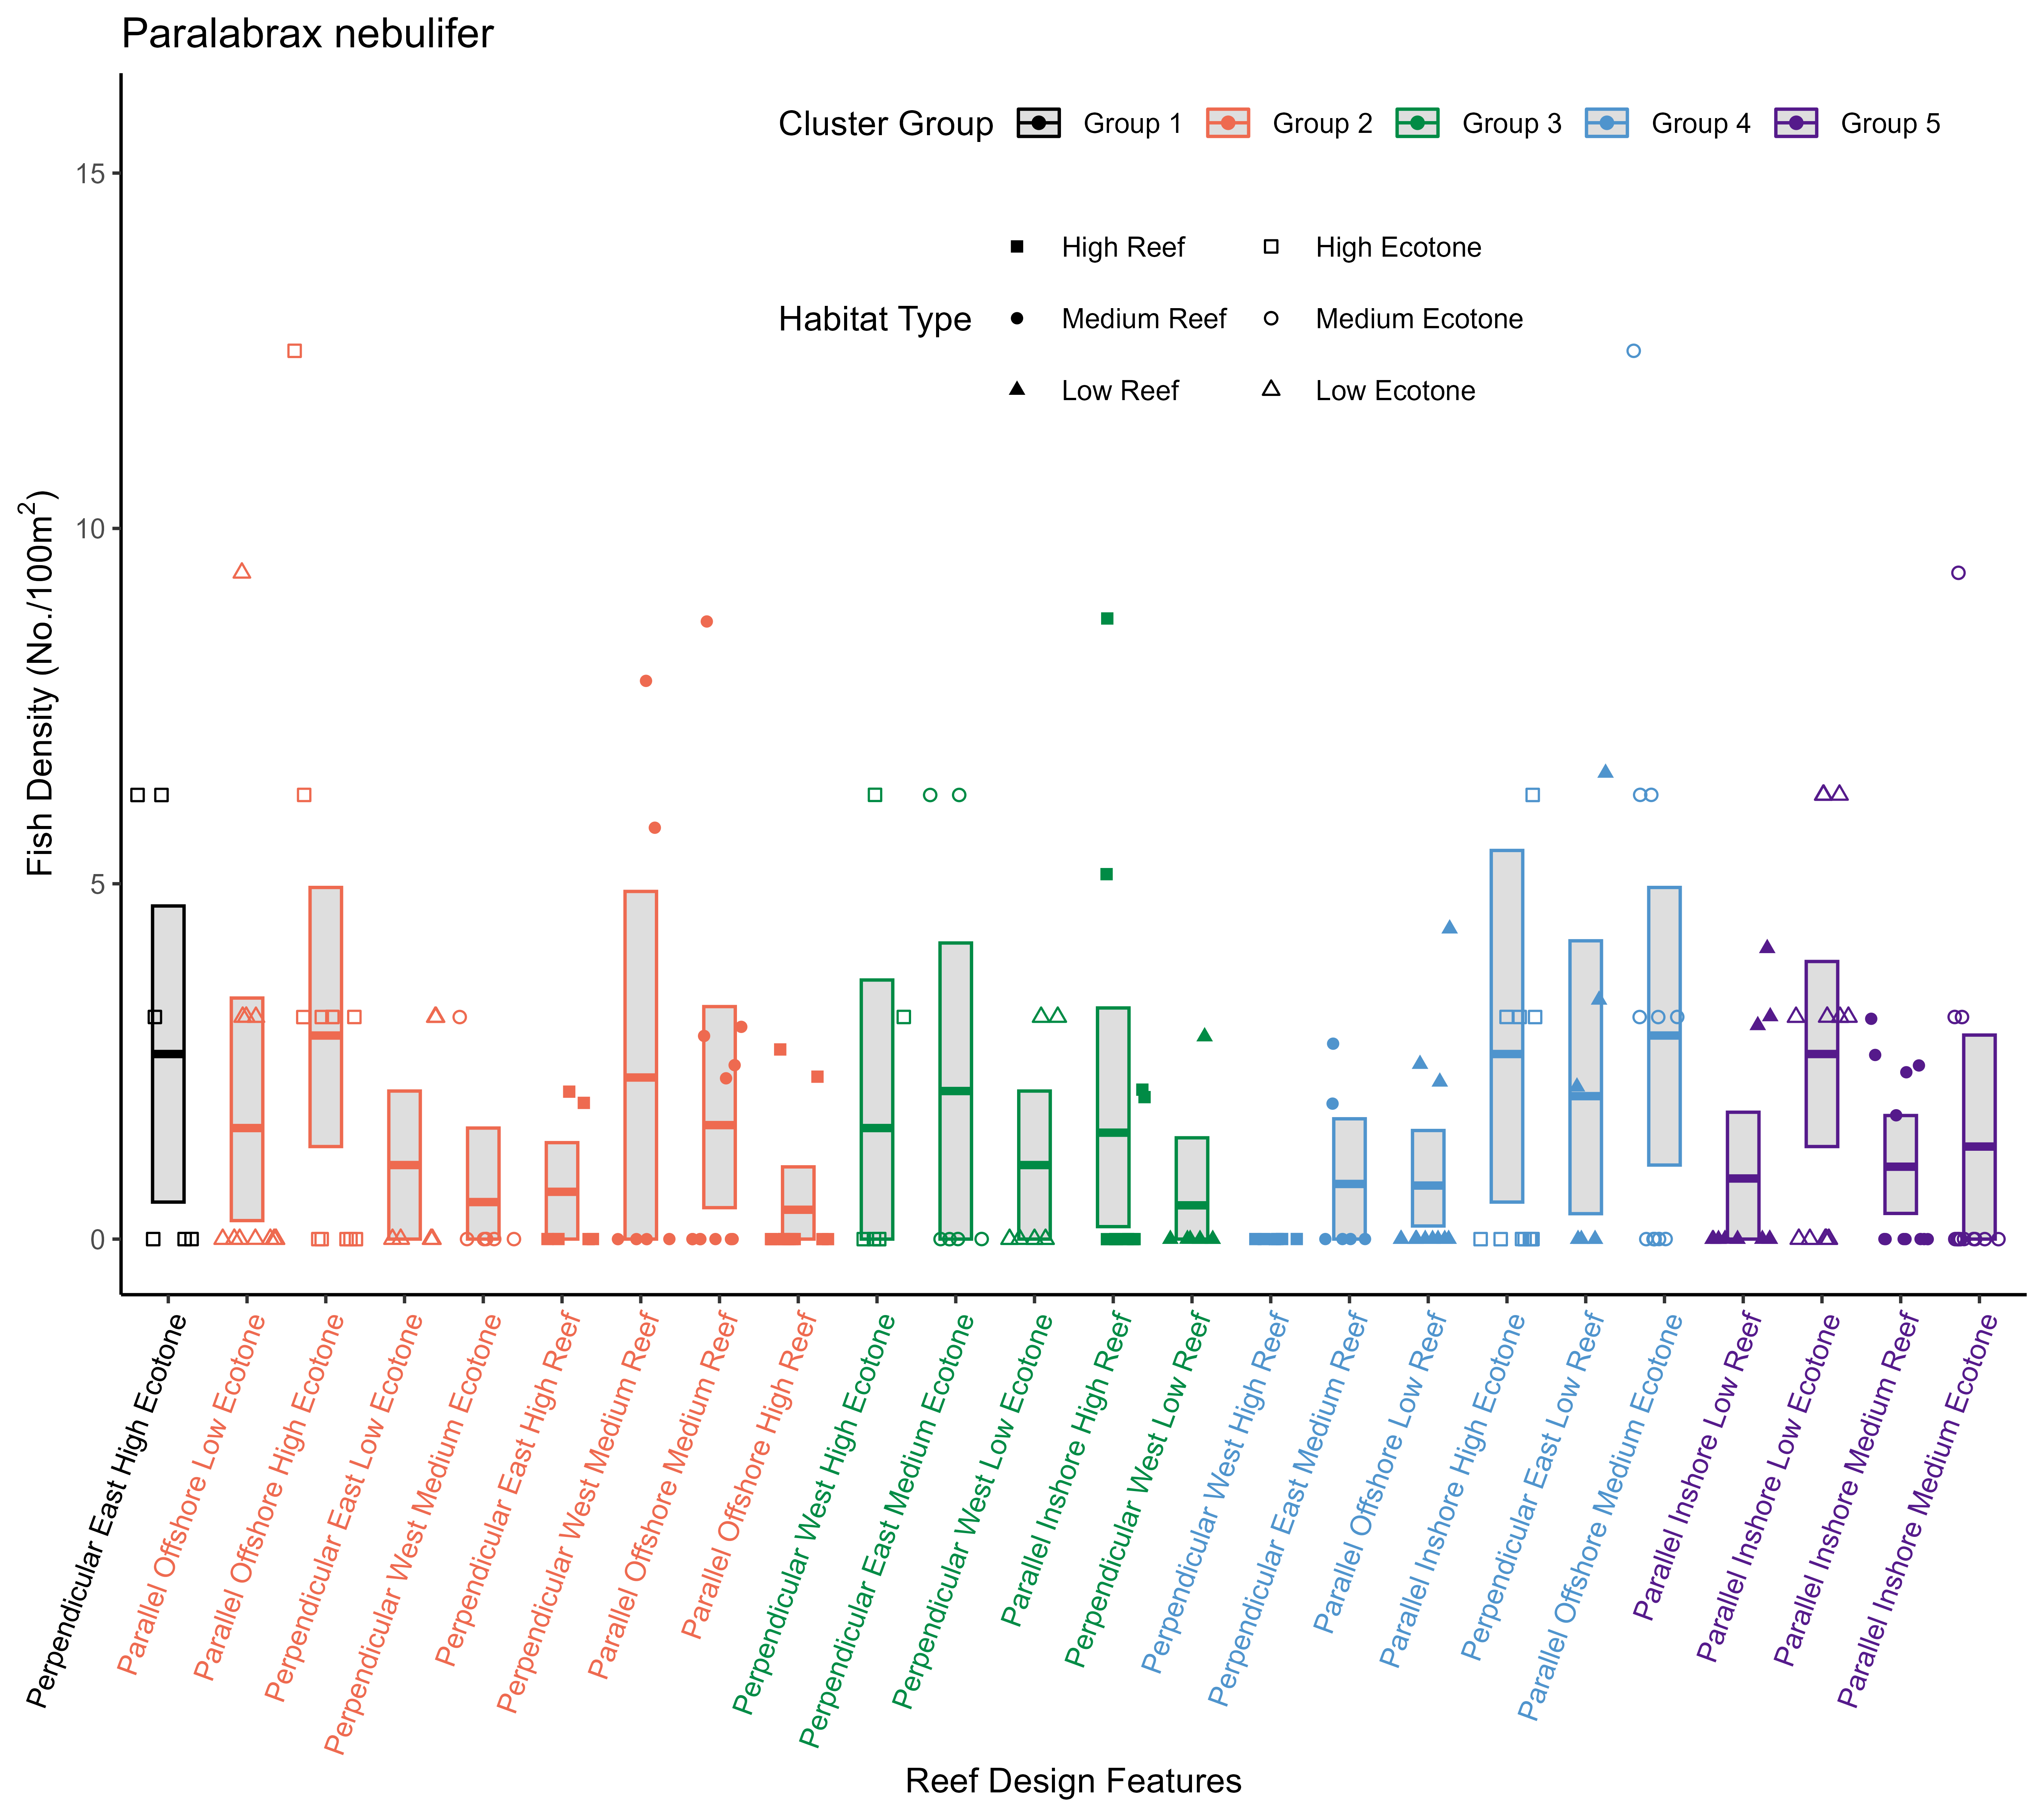 Paralabrax nebulifer
Cluster Group Group 1 Group 2 Group 3 Group 4 Group 5
Habitat Type
High Reef High Ecotone
Medium Reef Medium Ecotone
Low Reef Low Ecotone
Fish Density (No./100m²)
15
10
5
0
Perpendicular East High Ecotone
Parallel Offshore Low Ecotone
Parallel Offshore High Ecotone
Perpendicular East Low Ecotone
Perpendicular West Medium Ecotone
Perpendicular East High Reef
Perpendicular West Medium Reef
Parallel Offshore Medium Reef
Parallel Offshore High Reef
Perpendicular West High Ecotone
Perpendicular East Medium Ecotone
Perpendicular West Low Ecotone
Parallel Inshore High Reef
Perpendicular West Low Reef
Perpendicular West High Reef
Perpendicular East Medium Reef
Parallel Offshore Low Reef
Parallel Inshore High Ecotone
Perpendicular East Low Reef
Parallel Offshore Medium Ecotone
Parallel Inshore Low Reef
Parallel Inshore Low Ecotone
Parallel Inshore Medium Reef
Parallel Inshore Medium Ecotone
Reef Design Features